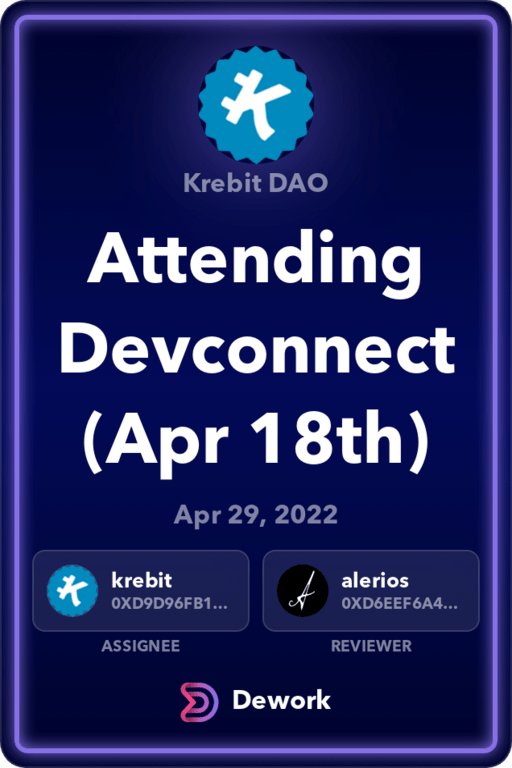 Krebit DAO
Attending
Devconnect
(Apr 18th)
Apr 29, 2022
krebit
0XD9D96FB1...
alerios
0XD6EEF6A4...
ASSIGNEE
REVIEWER
Dework